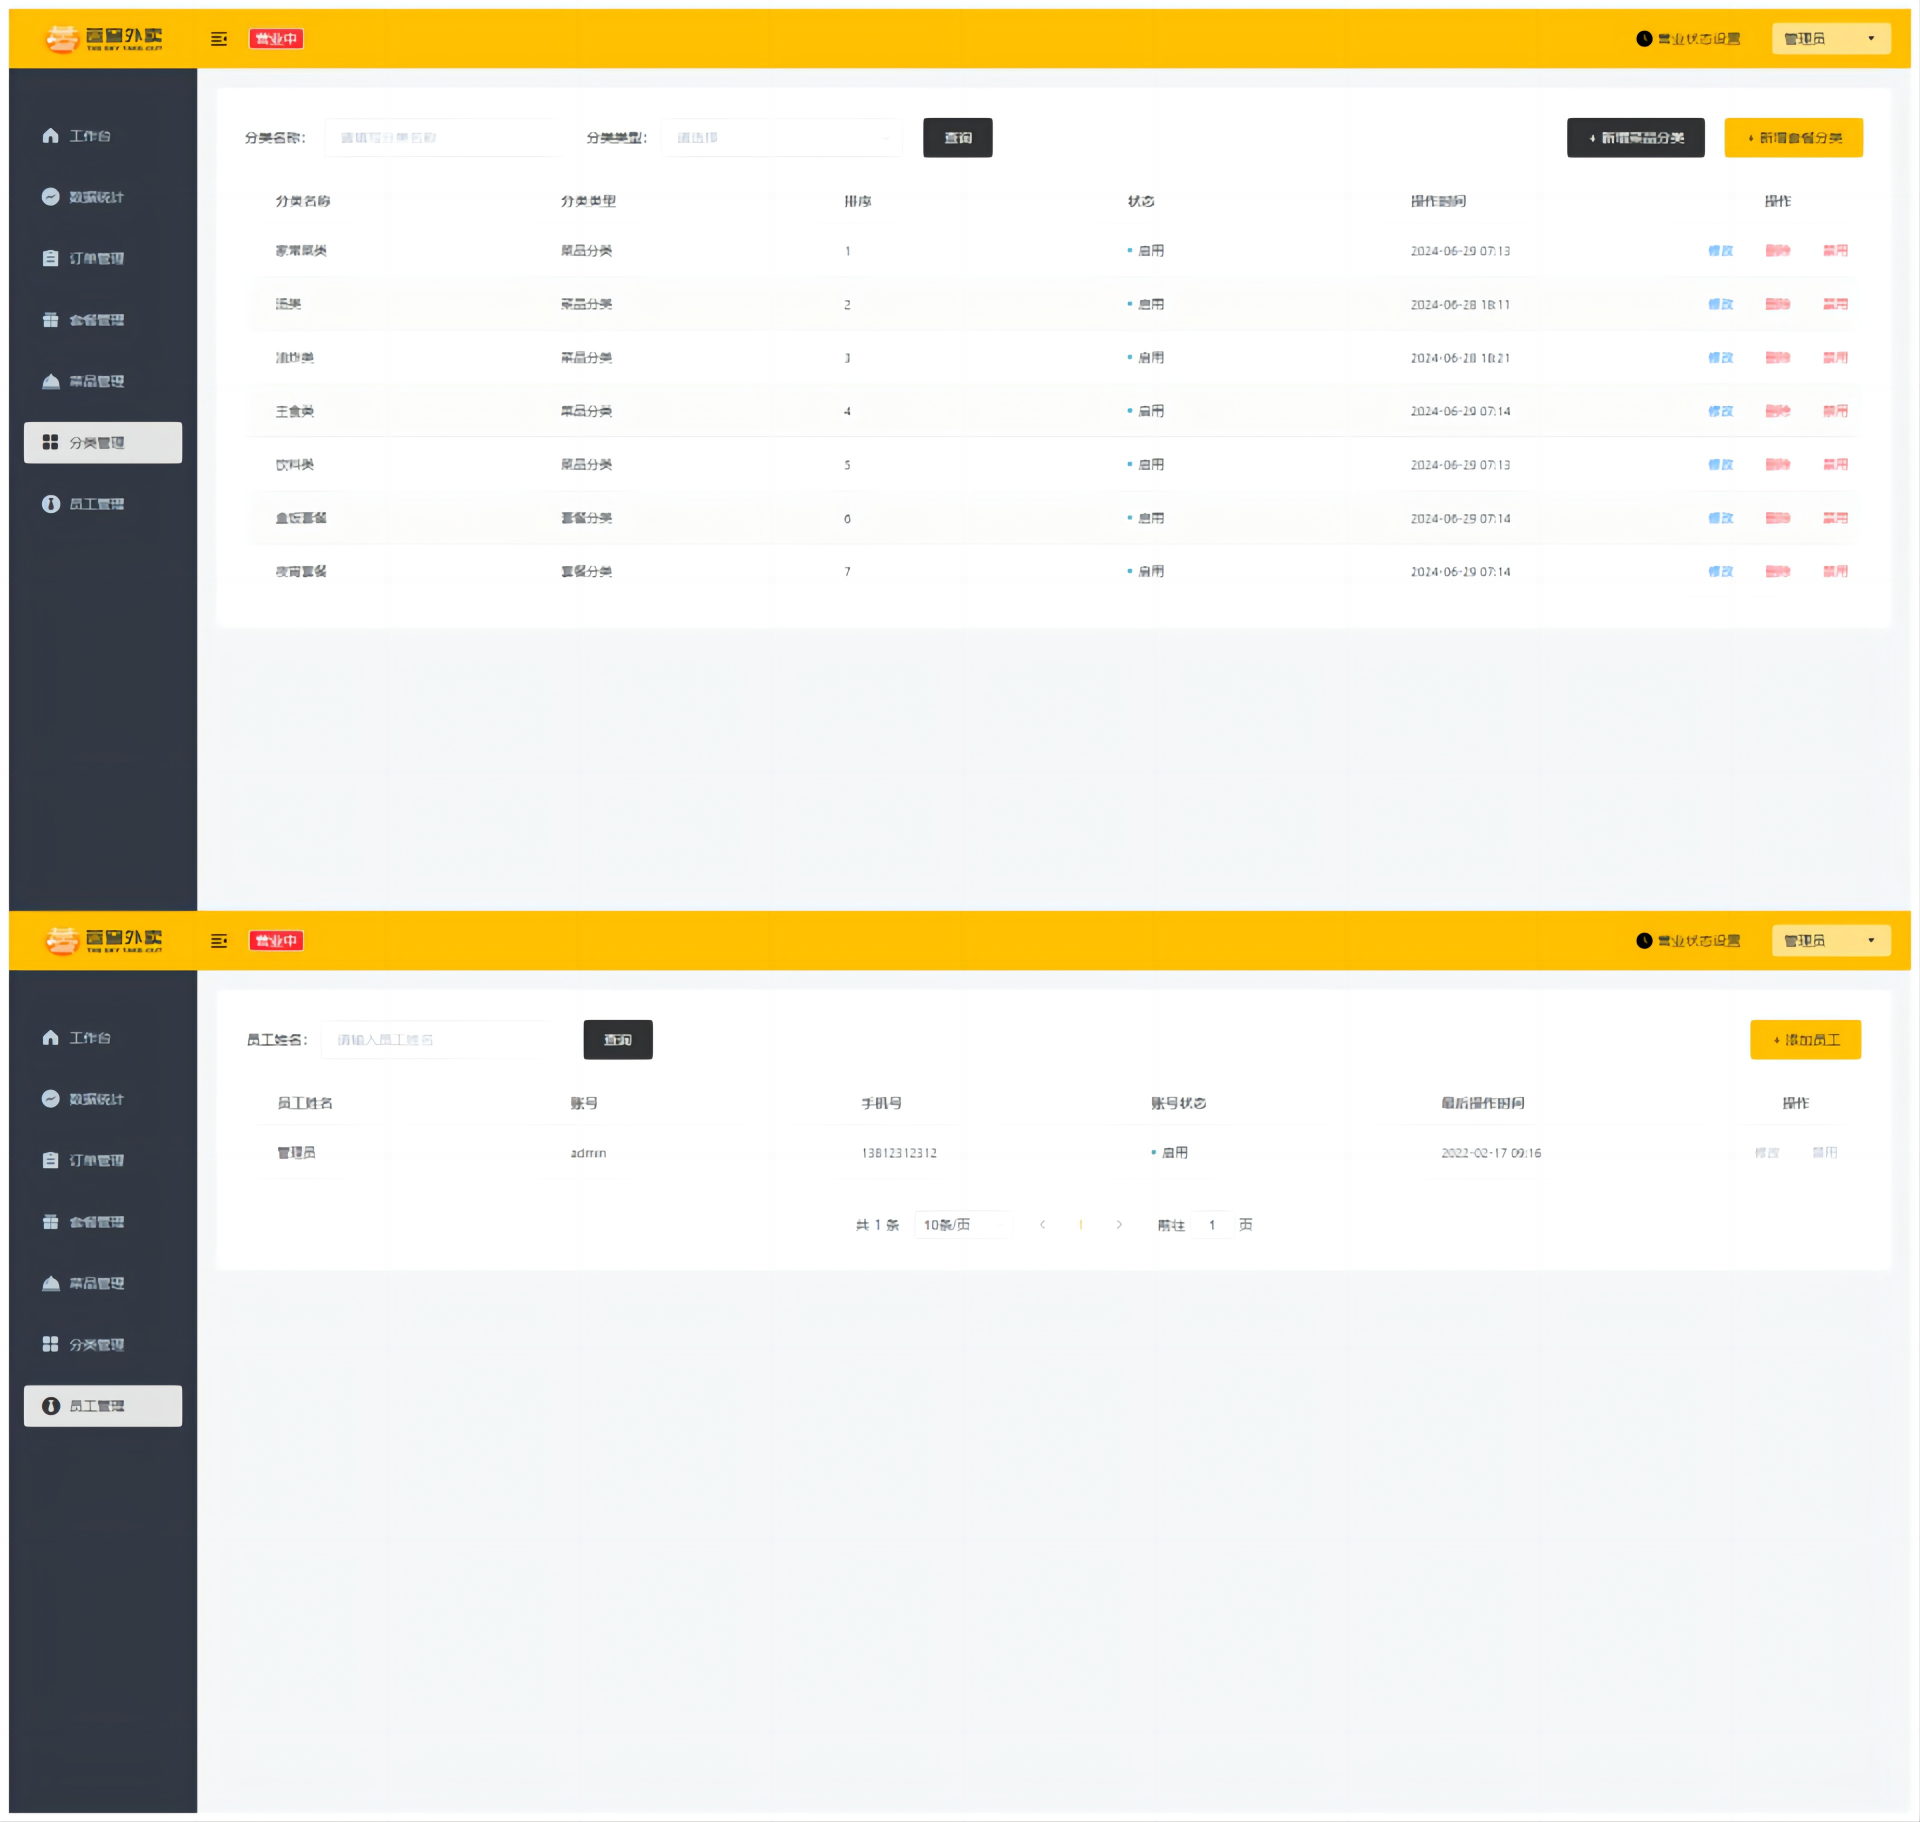 外卖
营业中
营业状态设置
管理员
工作台
数据统计
订单管理
套餐管理
菜品管理
分类管理
员工管理
分类名称: 请填写分类名称
分类类型: 请选择
查询
+ 新增菜品分类
+ 新增套餐分类
分类名称 分类类型 排序 状态 操作时间 操作
家常菜类 菜品分类 1 启用 2024-06-29 07:13 修改 删除 禁用
菜品分类 2 启用 2024-06-28 18:11 修改 删除 禁用
油炸类 菜品分类 3 启用 2024-06-28 18:21 修改 删除 禁用
主食类 菜品分类 4 启用 2024-06-29 07:14 修改 删除 禁用
饮料类 菜品分类 5 启用 2024-06-29 07:13 修改 删除 禁用
盒饭套餐 套餐分类 6 启用 2024-06-29 07:14 修改 删除 禁用
夜宵套餐 套餐分类 7 启用 2024-06-29 07:14 修改 删除 禁用
外卖
营业中
营业状态设置
管理员
工作台
数据统计
订单管理
套餐管理
菜品管理
分类管理
员工管理
员工姓名: 请输入员工姓名
查询
+ 添加员工
员工姓名 账号 手机号 账号状态 最后操作时间 操作
管理员 admin 13812312312 启用 2022-02-17 09:16 修改 禁用
共 1 条 10条/页 < 1 > 前往 1 页